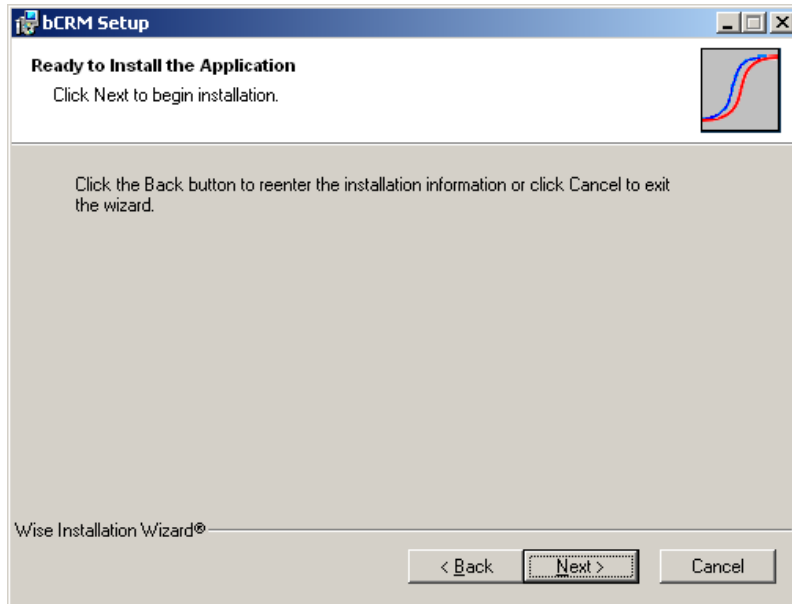 bCRM Setup
Ready to Install the Application
Click Next to begin installation.
Click the Back button to reenter the installation information or click Cancel to exit
the wizard.
Wise Installation Wizard®
< Back
Next >
Cancel